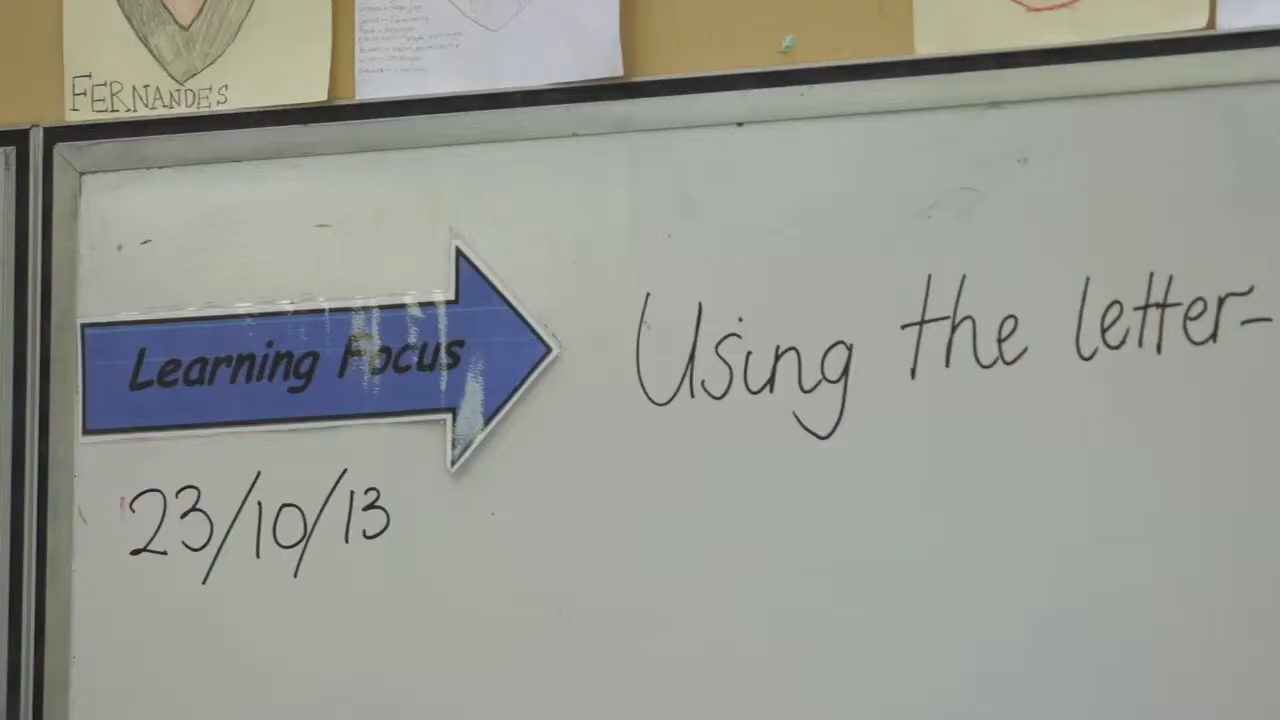 FERNANDES
Learning Focus
Using the letter-
23/10/13